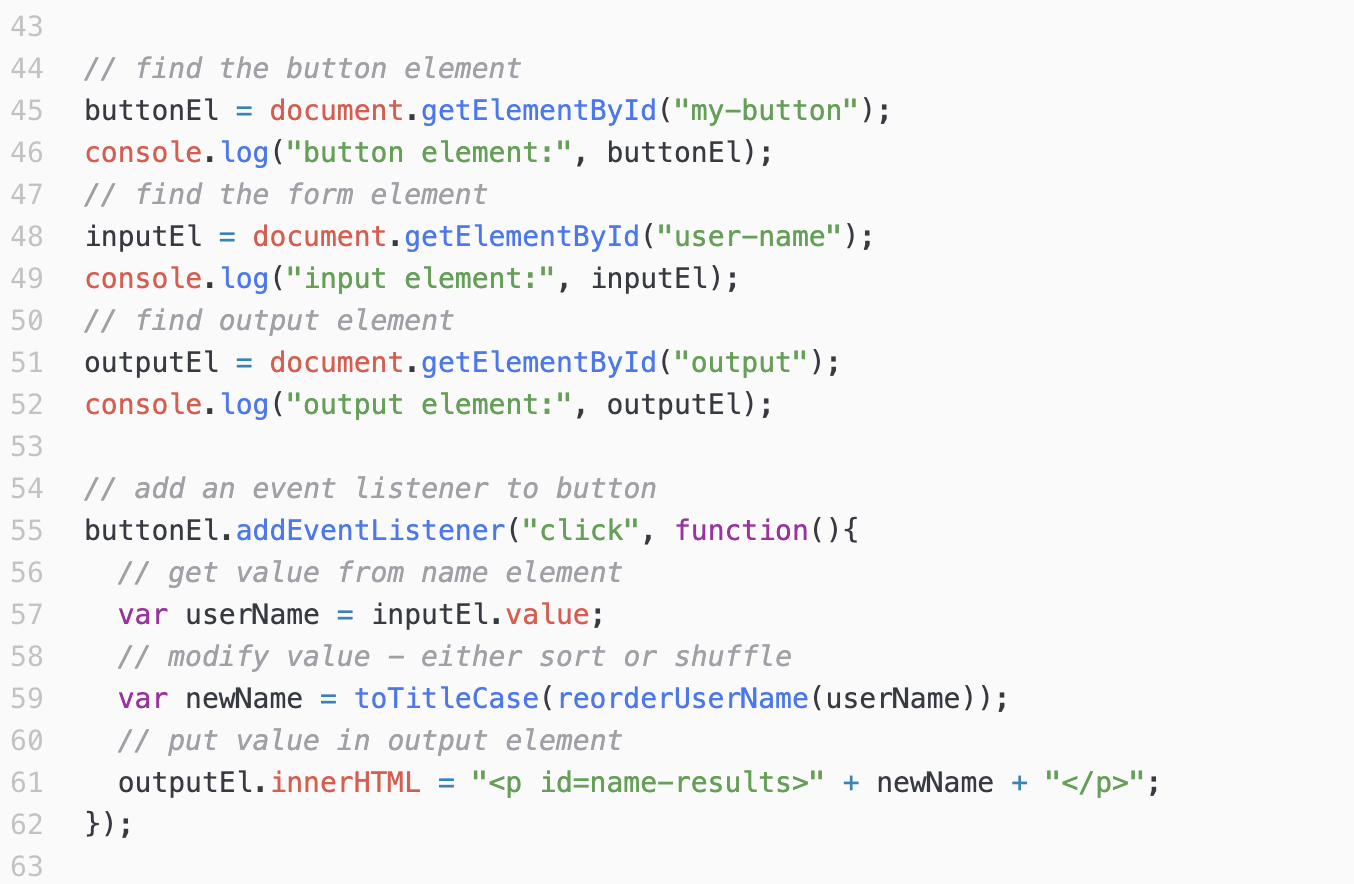 43
44 // find the button element
45 buttonEl = document.getElementById("my-button");
46 console.log("button element:", buttonEl);
47 // find the form element
48 inputEl = document.getElementById("user-name");
49 console.log("input element:", inputEl);
50 // find output element
51 outputEl = document.getElementById("output");
52 console.log("output element:", outputEl);
53
54 // add an event listener to button
55 buttonEl.addEventListener("click", function(){
56   // get value from name element
57   var userName = inputEl.value;
58   // modify value – either sort or shuffle
59   var newName = toTitleCase(reorderUserName(userName));
60   // put value in output element
61   outputEl.innerHTML = "<p id=name-results>" + newName + "</p>";
62 });
63